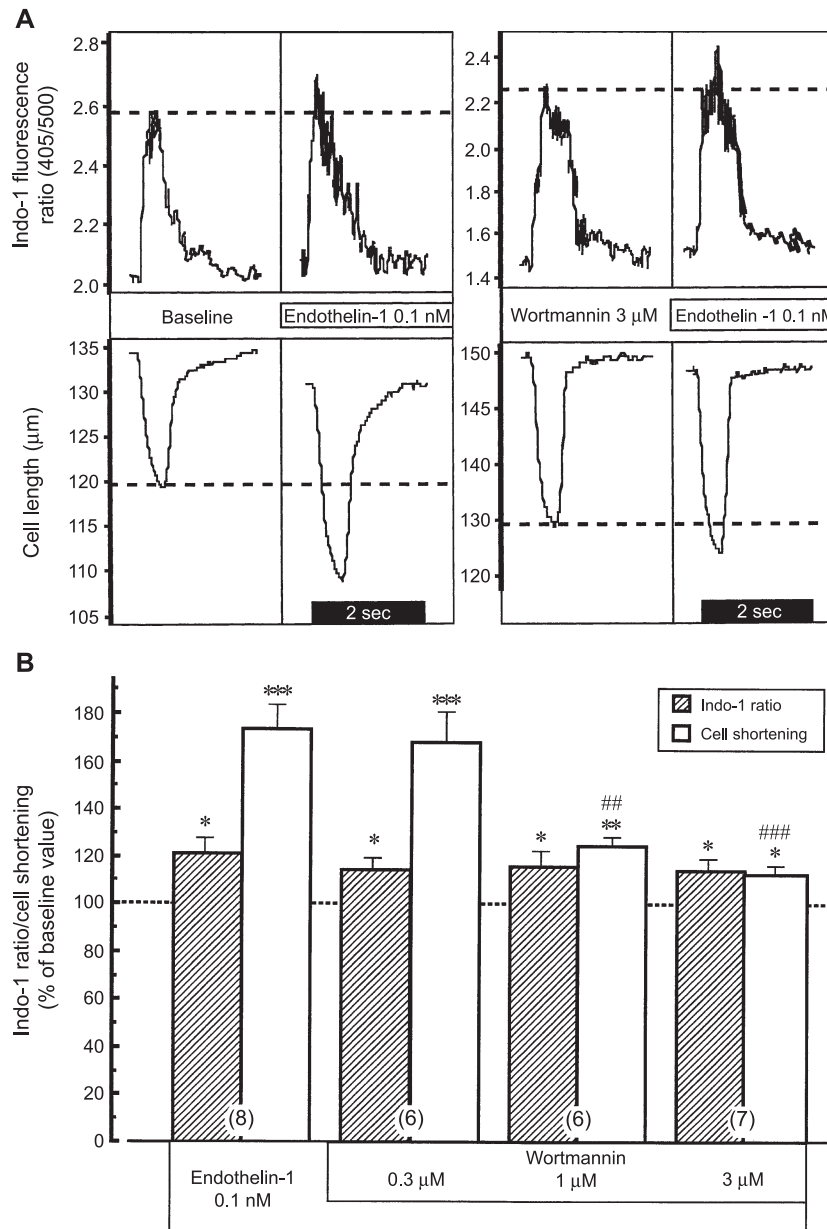 A
Indo-1 fluorescence
ratio (405/500)
2.8
2.6
2.4
2.2
2.0
2.4
2.2
2.0
1.8
1.6
1.4
Baseline
Endothelin-1 0.1 nM
Wortmannin 3 μM
Endothelin -1 0.1 nM
Cell length (μm)
135
130
125
120
115
110
105
150
148
130
120
2 sec
2 sec
B
Indo-1 ratio/cell shortening
(% of baseline value)
180
160
140
120
100
80
60
40
20
0
Indo-1 ratio
Cell shortening
*
***
*
***
*
##
**
*
###
*
(8)
(6)
(6)
(7)
Endothelin-1
0.1 nM
Wortmannin
0.3 μM
1 μM
3 μM